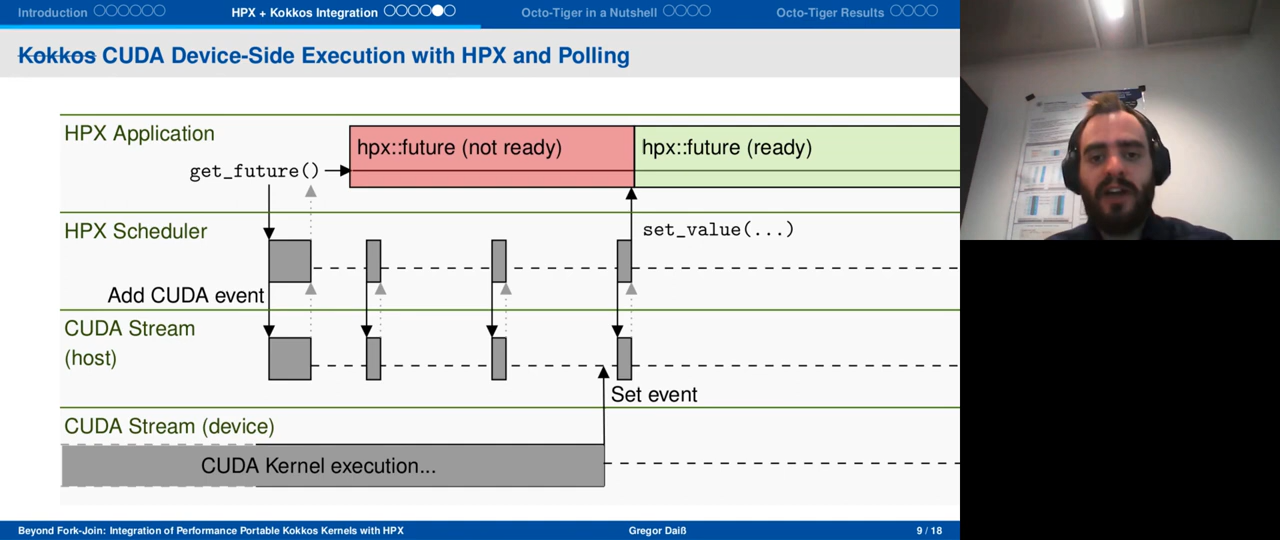 Introduction
HPX + Kokkos Integration
Octo-Tiger in a Nutshell
Octo-Tiger Results
Kokkos CUDA Device-Side Execution with HPX and Polling
HPX Application
hpx::future (not ready)
hpx::future (ready)
get_future()
HPX Scheduler
set_value(...)
Add CUDA event
CUDA Stream
(host)
Set event
CUDA Stream (device)
CUDA Kernel execution...
Beyond Fork-Join: Integration of Performance Portable Kokkos Kernels with HPX
Gregor Daiß
9 / 18